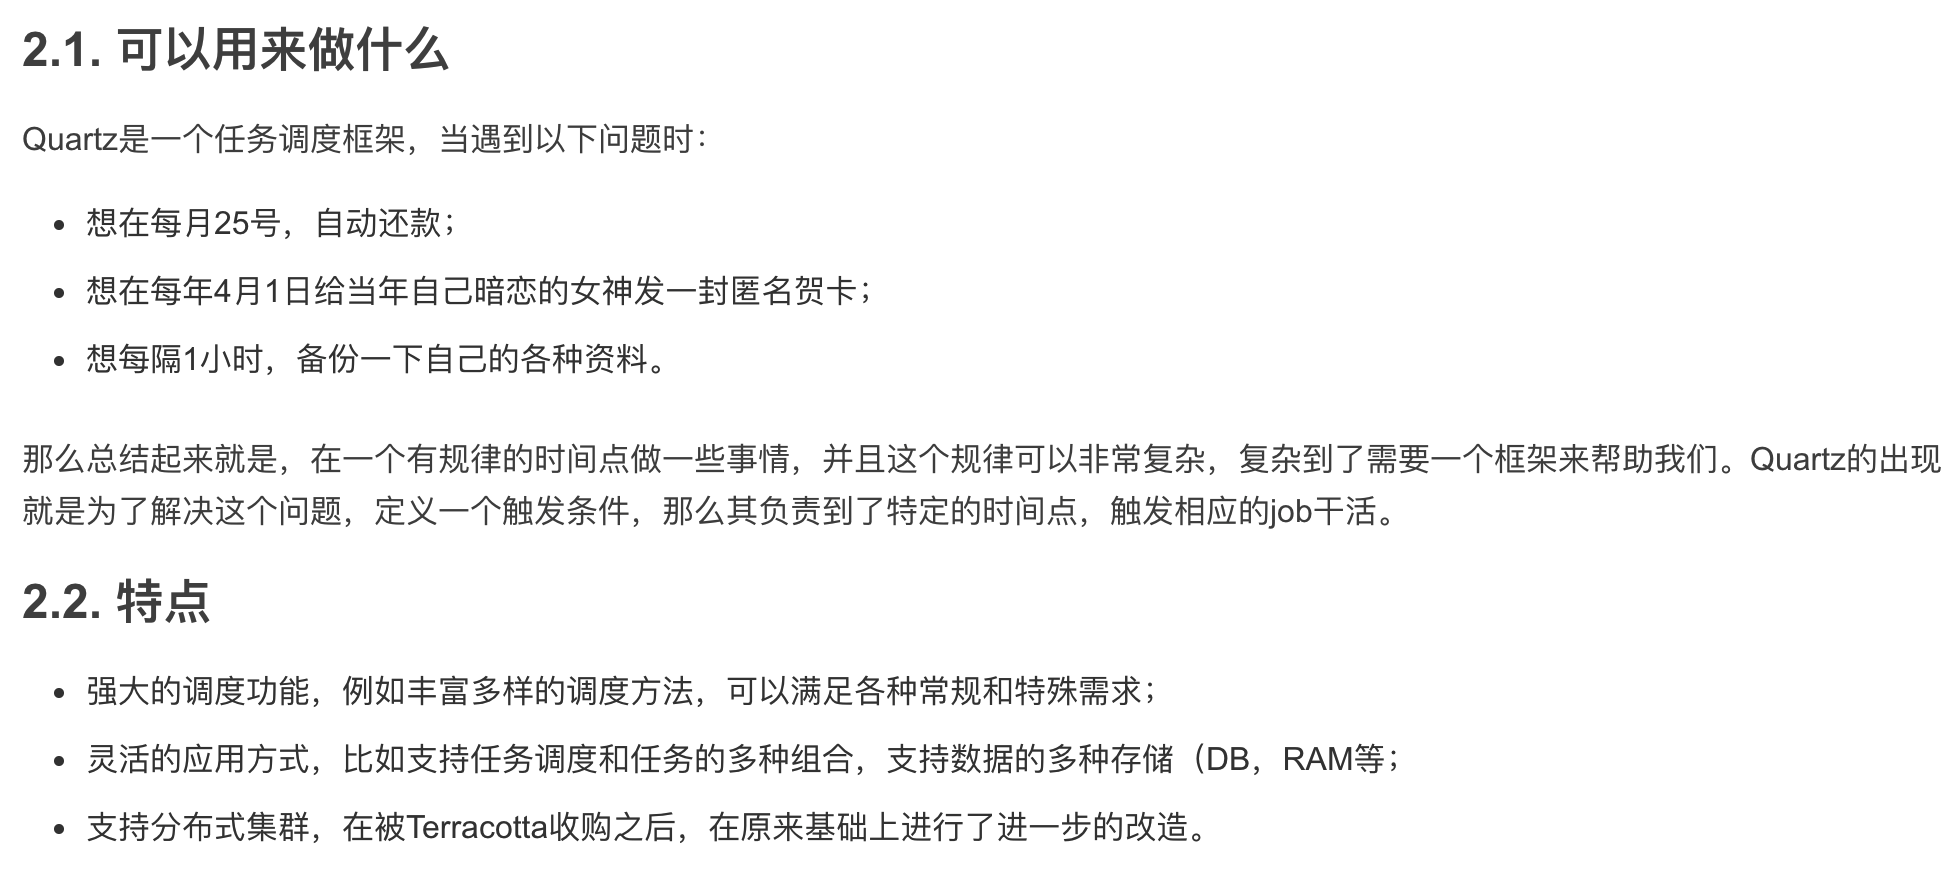 2.1. 可以用来做什么
Quartz是一个任务调度框架，当遇到以下问题时：
• 想在每月25号，自动还款；
• 想在每年4月1日给当年自己暗恋的女神发一封匿名贺卡；
• 想每隔1小时，备份一下自己的各种资料。
那么总结起来就是，在一个有规律的时间点做一些事情，并且这个规律可以非常复杂，复杂到了需要一个框架来帮助我们。Quartz的出现
就是为了解决这个问题，定义一个触发条件，那么其负责到了特定的时间点，触发相应的job干活。
2.2. 特点
• 强大的调度功能，例如丰富多样的调度方法，可以满足各种常规和特殊需求；
• 灵活的应用方式，比如支持任务调度和任务的多种组合，支持数据的多种存储（DB，RAM等；
• 支持分布式集群，在被Terracotta收购之后，在原来基础上进行了进一步的改造。